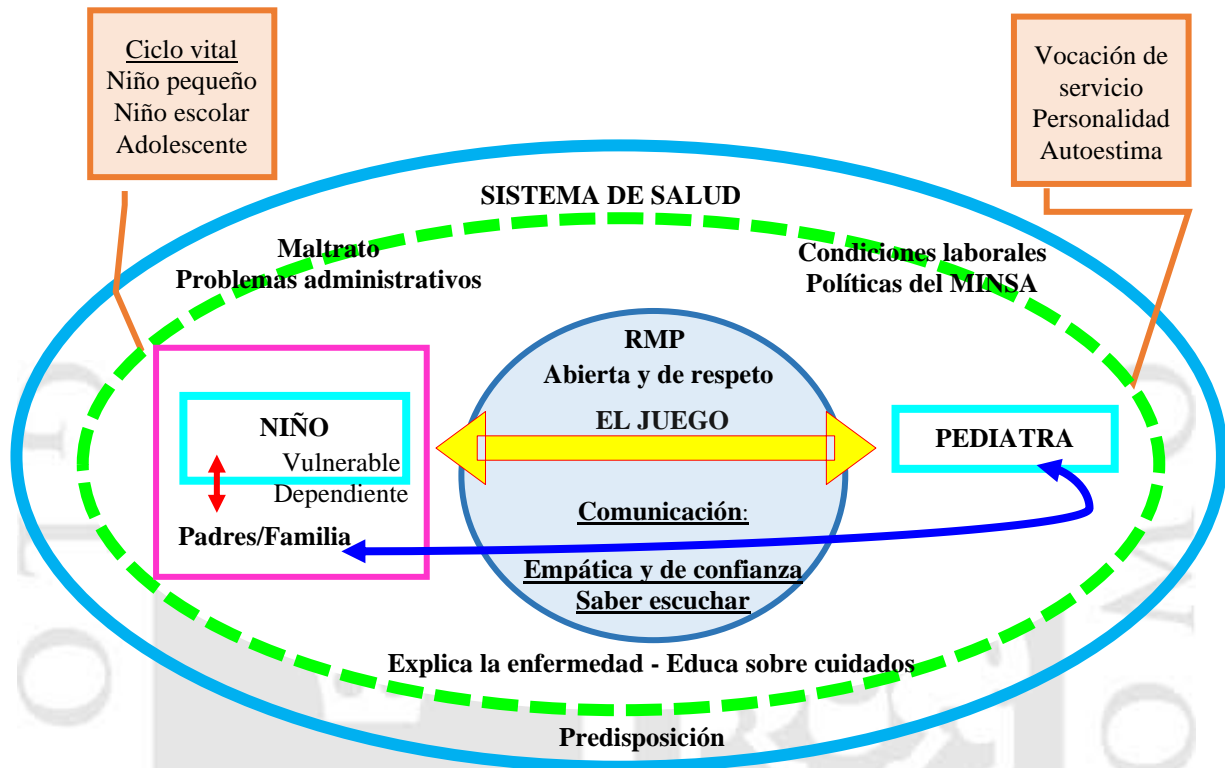 Ciclo vital
Niño pequeño
Niño escolar
Adolescente
Vocación de
servicio
Personalidad
Autoestima
SISTEMA DE SALUD
Maltrato
Problemas administrativos
Condiciones laborales
Políticas del MINSA
RMP
Abierta y de respeto
EL JUEGO
NIÑO
Vulnerable
Dependiente
Padres/Familia
PEDIATRA
Comunicación:
Empática y de confianza
Saber escuchar
Explica la enfermedad - Educa sobre cuidados
Predisposición